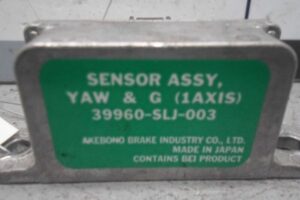 SENSOR ASSY,
YAW & G (1AXIS)
39960-SLJ-003
AKEBONO BRAKE INDUSTRY CO., LTD.
MADE IN JAPAN
CONTAINS BEI PRODUCT